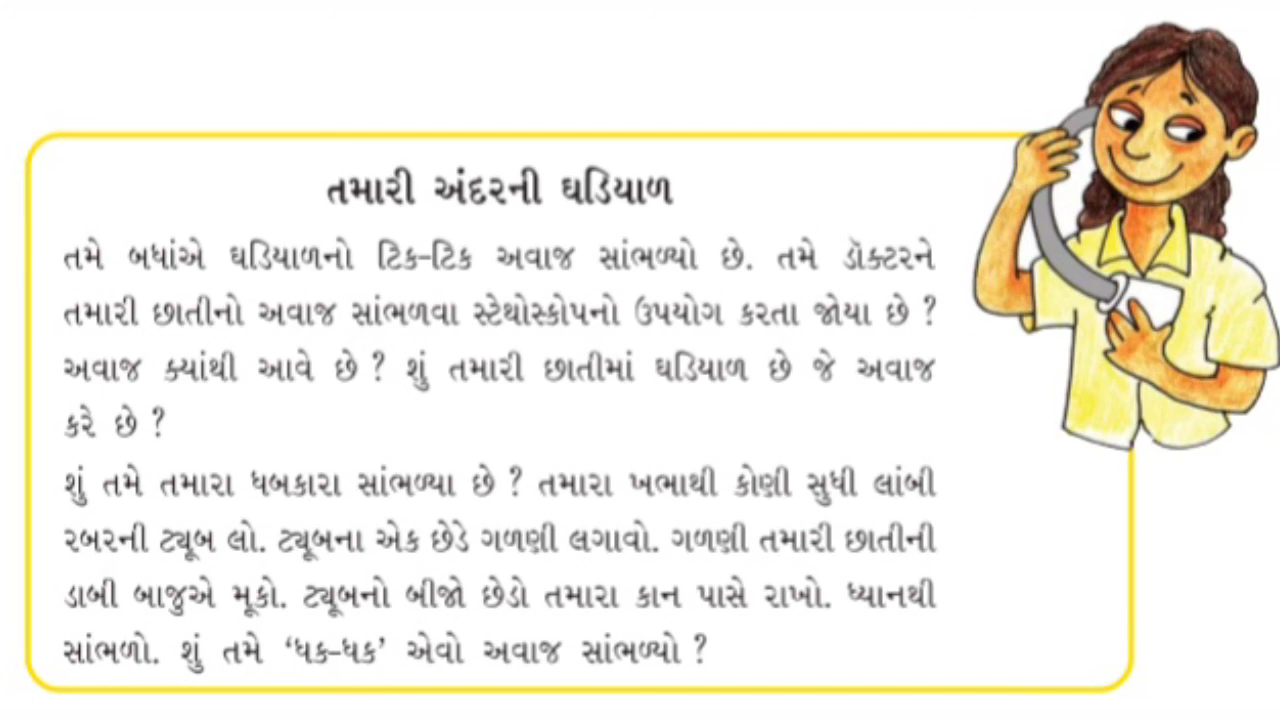 તમારી અંદરની ઘડિયાળ
તમે બધાંએ ઘડિયાળનો ટિક-ટિક અવાજ સાંભળ્યો છે. તમે ડૉક્ટરને
તમારી છાતીનો અવાજ સાંભળવા સ્ટેથોસ્કોપનો ઉપયોગ કરતા જોયા છે ?
અવાજ ક્યાંથી આવે છે ? શું તમારી છાતીમાં ઘડિયાળ છે જે અવાજ
કરે છે ?
શું તમે તમારા ધબકારા સાંભળ્યા છે ? તમારા ખભાથી કોણી સુધી લાંબી
રબરની ટ્યૂબ લો. ટ્યૂબના એક છેડે ગળણી લગાવો. ગળણી તમારી છાતીની
ડાબી બાજુએ મૂકો. ટ્યૂબનો બીજો છેડો તમારા કાન પાસે રાખો. ધ્યાનથી
સાંભળો. શું તમે ‘ધક-ધક’ એવો અવાજ સાંભળ્યો ?